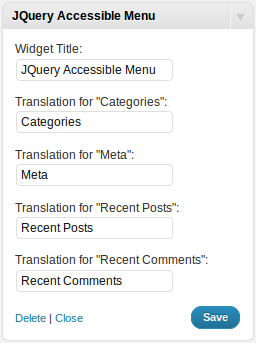 JQuery Accessible Menu
Widget Title:
JQuery Accessible Menu
Translation for "Categories":
Categories
Translation for "Meta":
Meta
Translation for "Recent Posts":
Recent Posts
Translation for "Recent Comments":
Recent Comments
Delete | Close Save